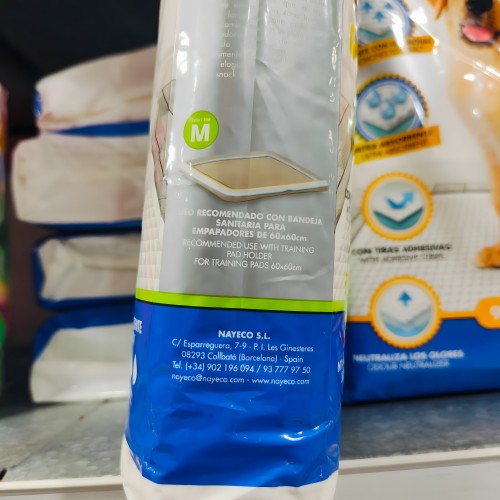 M
USO RECOMENDADO CON BANDEJA
SANITARIA PARA
EMPAPADORES DE 60x60cm
RECOMMENDED USE WITH TRAINING
PAD HOLDER
FOR TRAINING PADS 60x60cm
NAYECO S.L.
C/ Esparreguera, 7-9 - P. I. Les Ginesteres
08293 Collbató (Barcelona) - Spain
Tel. (+34) 902 196 094 / 93 777 97 50
nayeco@nayeco.com - www.nayeco.com
CON TIRAS ADHESIVAS
WITH ADHESIVE STRIPS
NEUTRALIZA LOS OLORES
ODOUR NEUTRALIZER